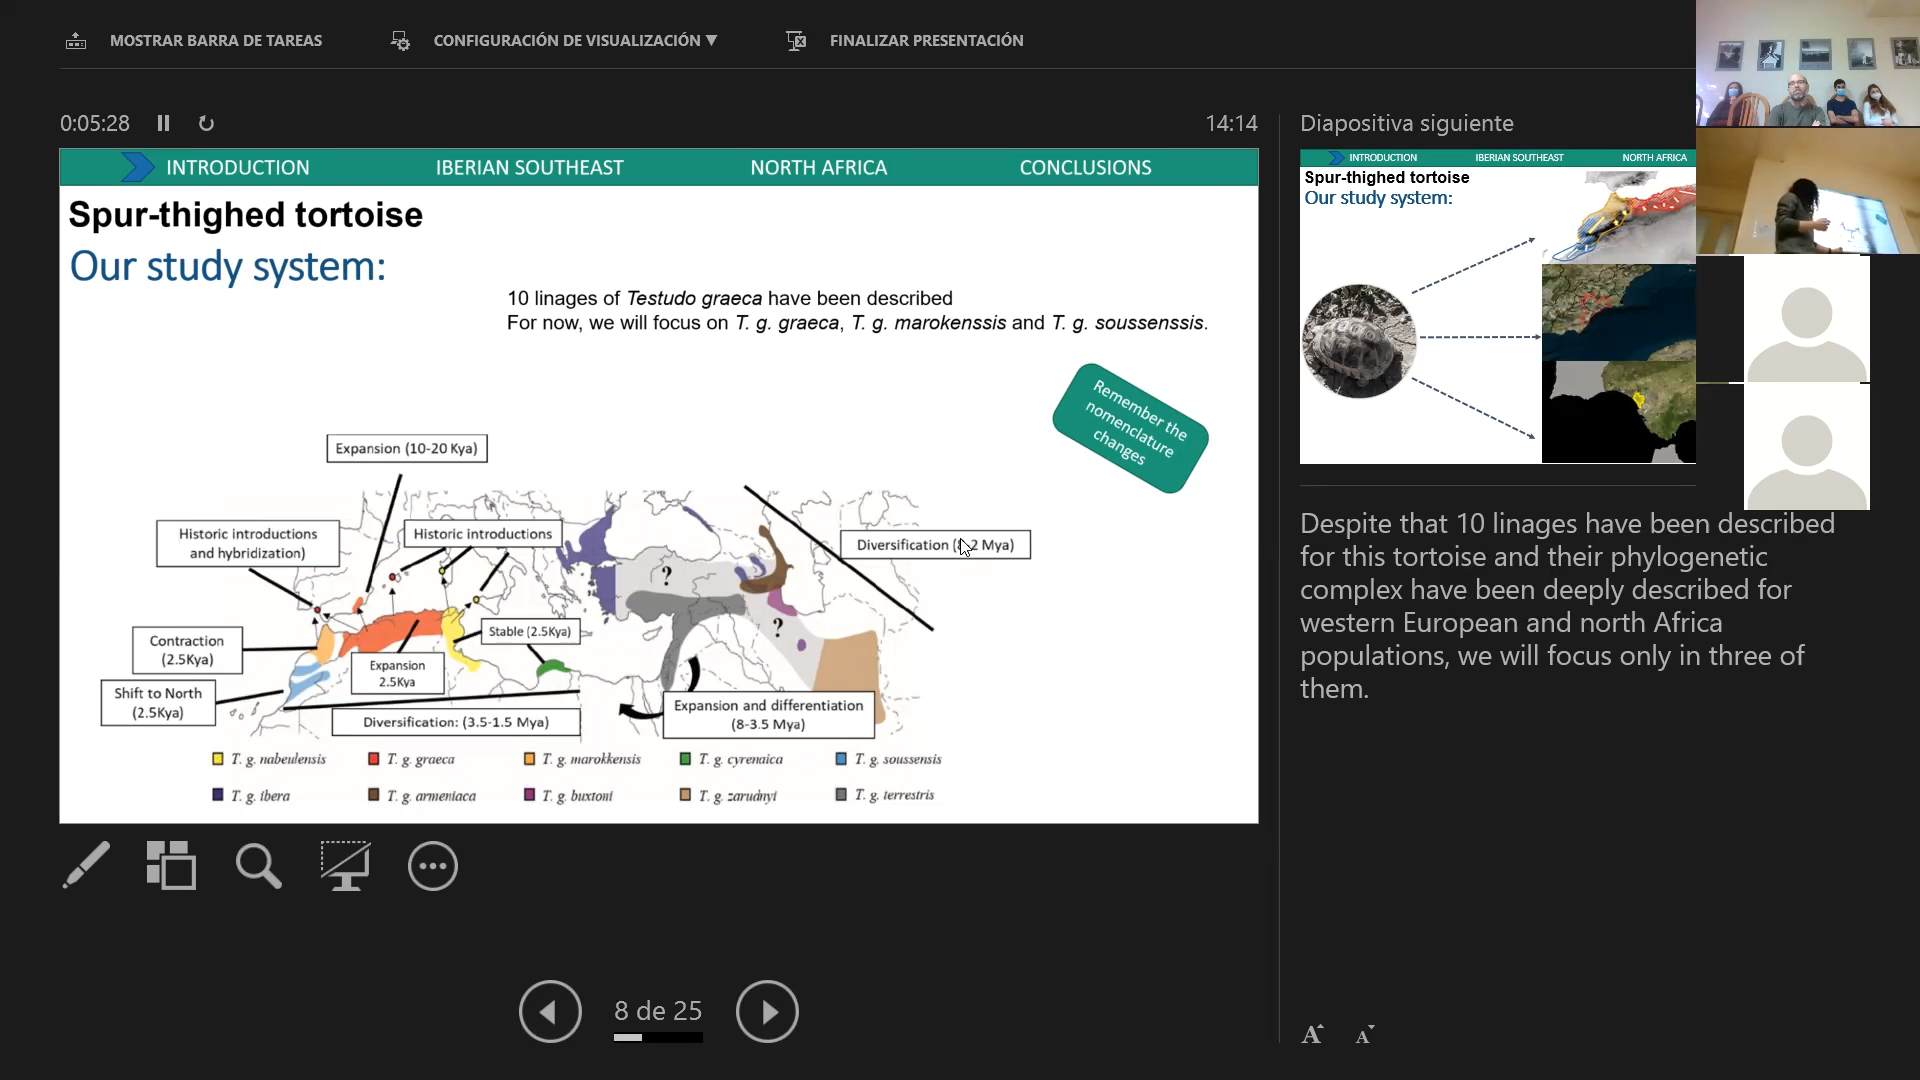 MOSTRAR BARRA DE TAREAS
CONFIGURACIÓN DE VISUALIZACIÓN ▼
FINALIZAR PRESENTACIÓN
0:05:28
14:14
INTRODUCTION
IBERIAN SOUTHEAST
NORTH AFRICA
CONCLUSIONS
Spur-thighed tortoise
Our study system:
10 linages of Testudo graeca have been described
For now, we will focus on T. g. graeca, T. g. marokenssis and T. g. soussenssis.
Remember the
nomenclature
changes
Expansion (10-20 Kya)
Historic introductions
and hybridization)
Historic introductions
Diversification ( 2 Mya)
?
?
Contraction
(2.5Kya)
Stable (2.5Kya)
Expansion
2.5Kya
Shift to North
(2.5Kya)
Diversification: (3.5-1.5 Mya)
Expansion and differentiation
(8-3.5 Mya)
T. g. nabeulensis
T. g. graeca
T. g. marokkensis
T. g. cyrenaica
T. g. soussensis
T. g. ibera
T. g. armeniaca
T. g. buxtoni
T. g. zarudnyi
T. g. terrestris
8 de 25
Diapositiva siguiente
INTRODUCTION
IBERIAN SOUTHEAST
NORTH AFRICA
Spur-thighed tortoise
Our study system:
Despite that 10 linages have been described
for this tortoise and their phylogenetic
complex have been deeply described for
western European and north Africa
populations, we will focus only in three of
them.
A A